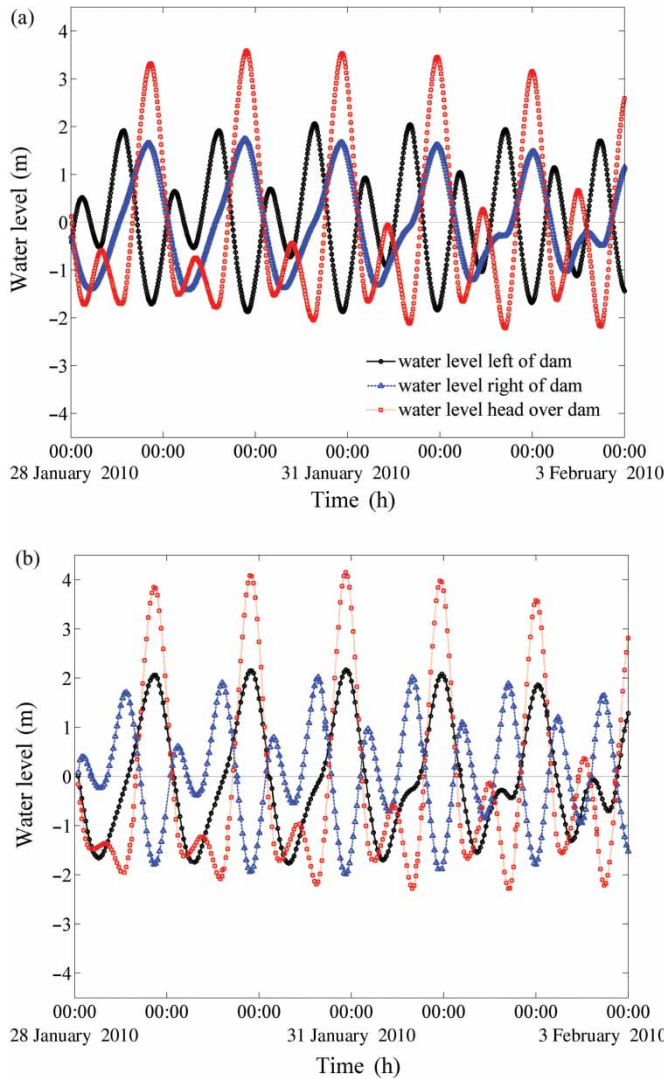 (a)
4
3
2
1
0
−1
−2
−3
−4
Water level (m)
water level left of dam
water level right of dam
water level head over dam
00:00 00:00 00:00 00:00 00:00 00:00 00:00
28 January 2010 31 January 2010 3 February 2010
Time (h)
(b)
4
3
2
1
0
−1
−2
−3
−4
Water level (m)
00:00 00:00 00:00 00:00 00:00 00:00 00:00
28 January 2010 31 January 2010 3 February 2010
Time (h)